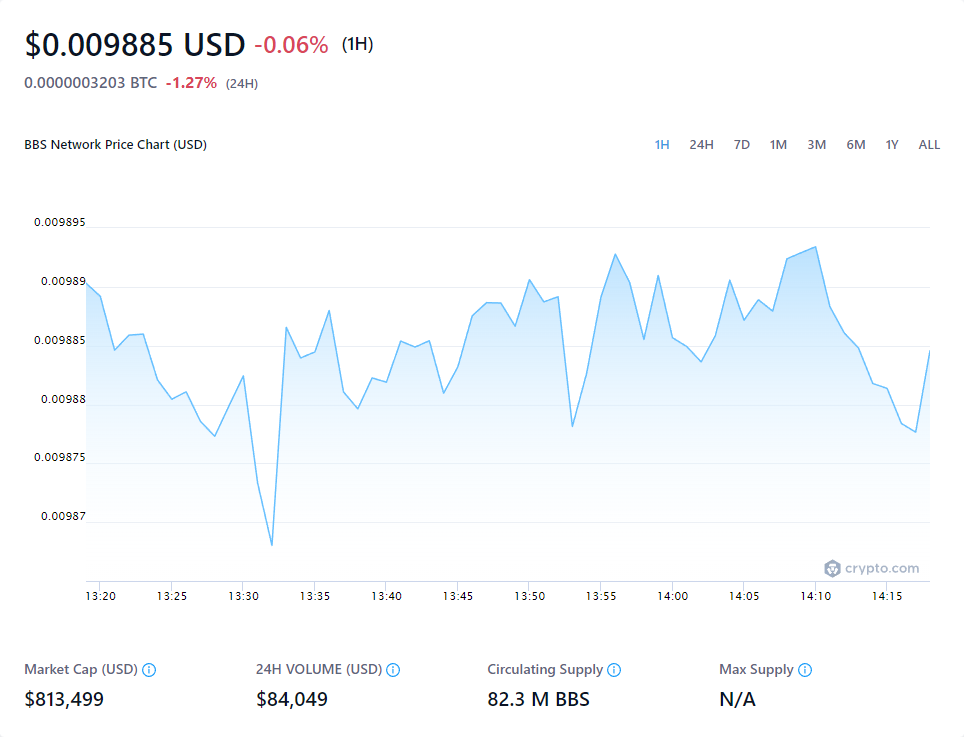 $0.009885 USD -0.06% (1H)
0.0000003203 BTC -1.27% (24H)
BBS Network Price Chart (USD)
1H 24H 7D 1M 3M 6M 1Y ALL
0.009895
0.00989
0.009885
0.00988
0.009875
0.00987
crypto.com
13:20 13:25 13:30 13:35 13:40 13:45 13:50 13:55 14:00 14:05 14:10 14:15
Market Cap (USD) 24H VOLUME (USD) Circulating Supply Max Supply
$813,499 $84,049 82.3 M BBS N/A